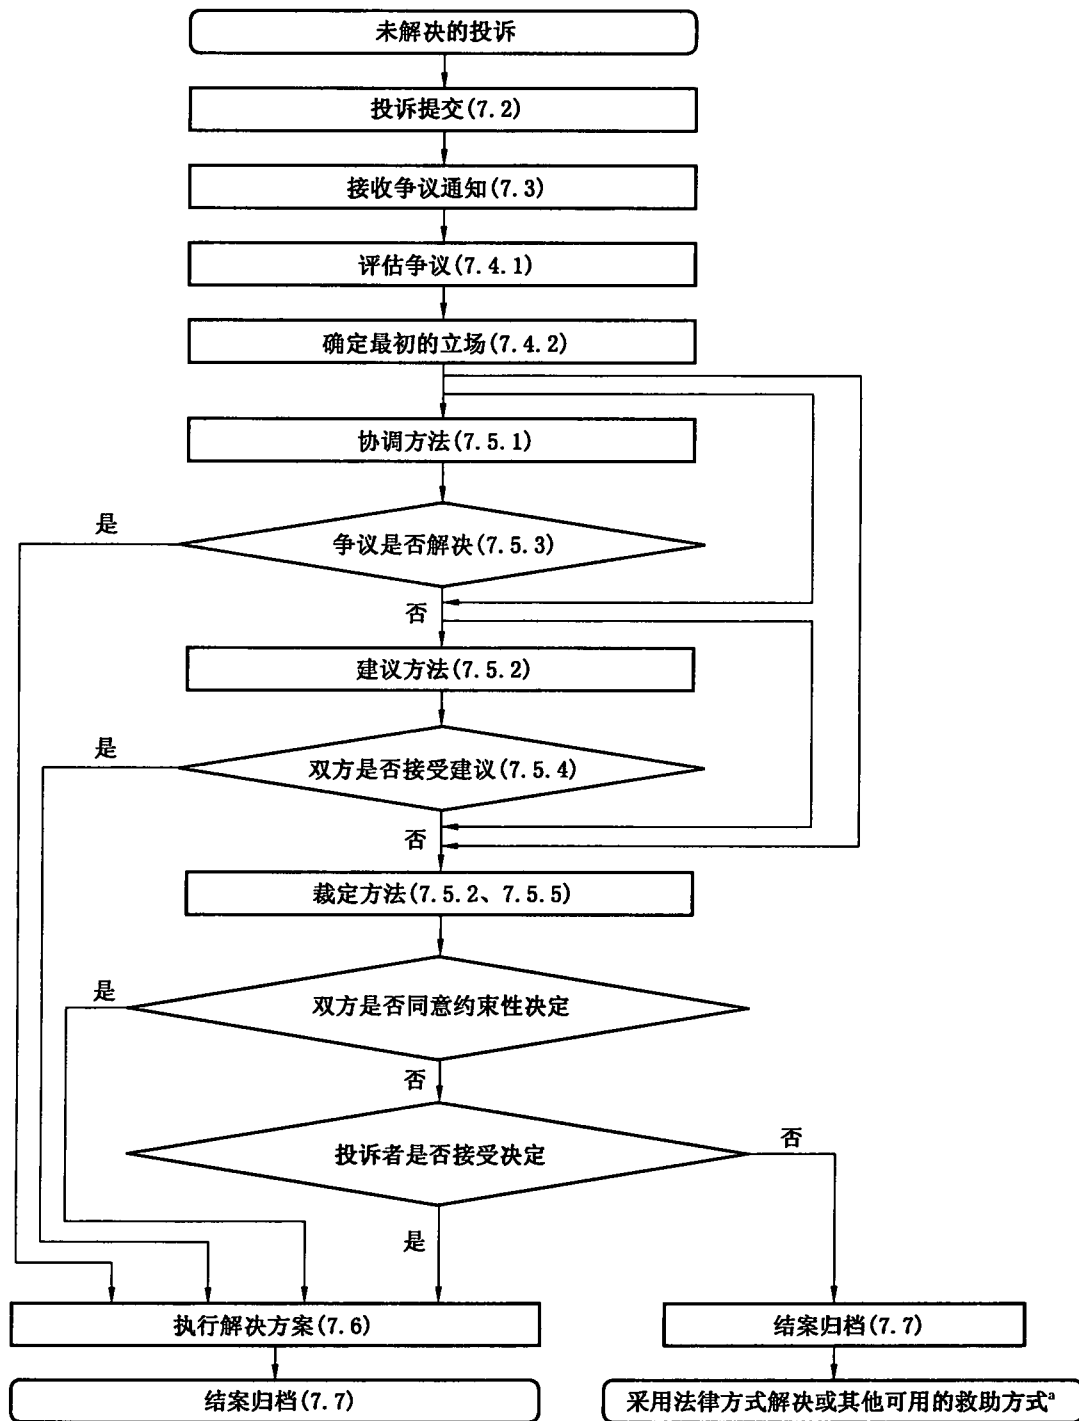 未解决的投诉
投诉提交(7.2)
接收争议通知(7.3)
评估争议(7.4.1)
确定最初的立场(7.4.2)
协调方法(7.5.1)
是
争议是否解决(7.5.3)
否
建议方法(7.5.2)
是
双方是否接受建议(7.5.4)
否
裁定方法(7.5.2、7.5.5)
是
双方是否同意约束性决定
否
投诉者是否接受决定
否
是
执行解决方案(7.6)
结案归档(7.7)
结案归档(7.7)
采用法律方式解决或其他可用的救助方式ª